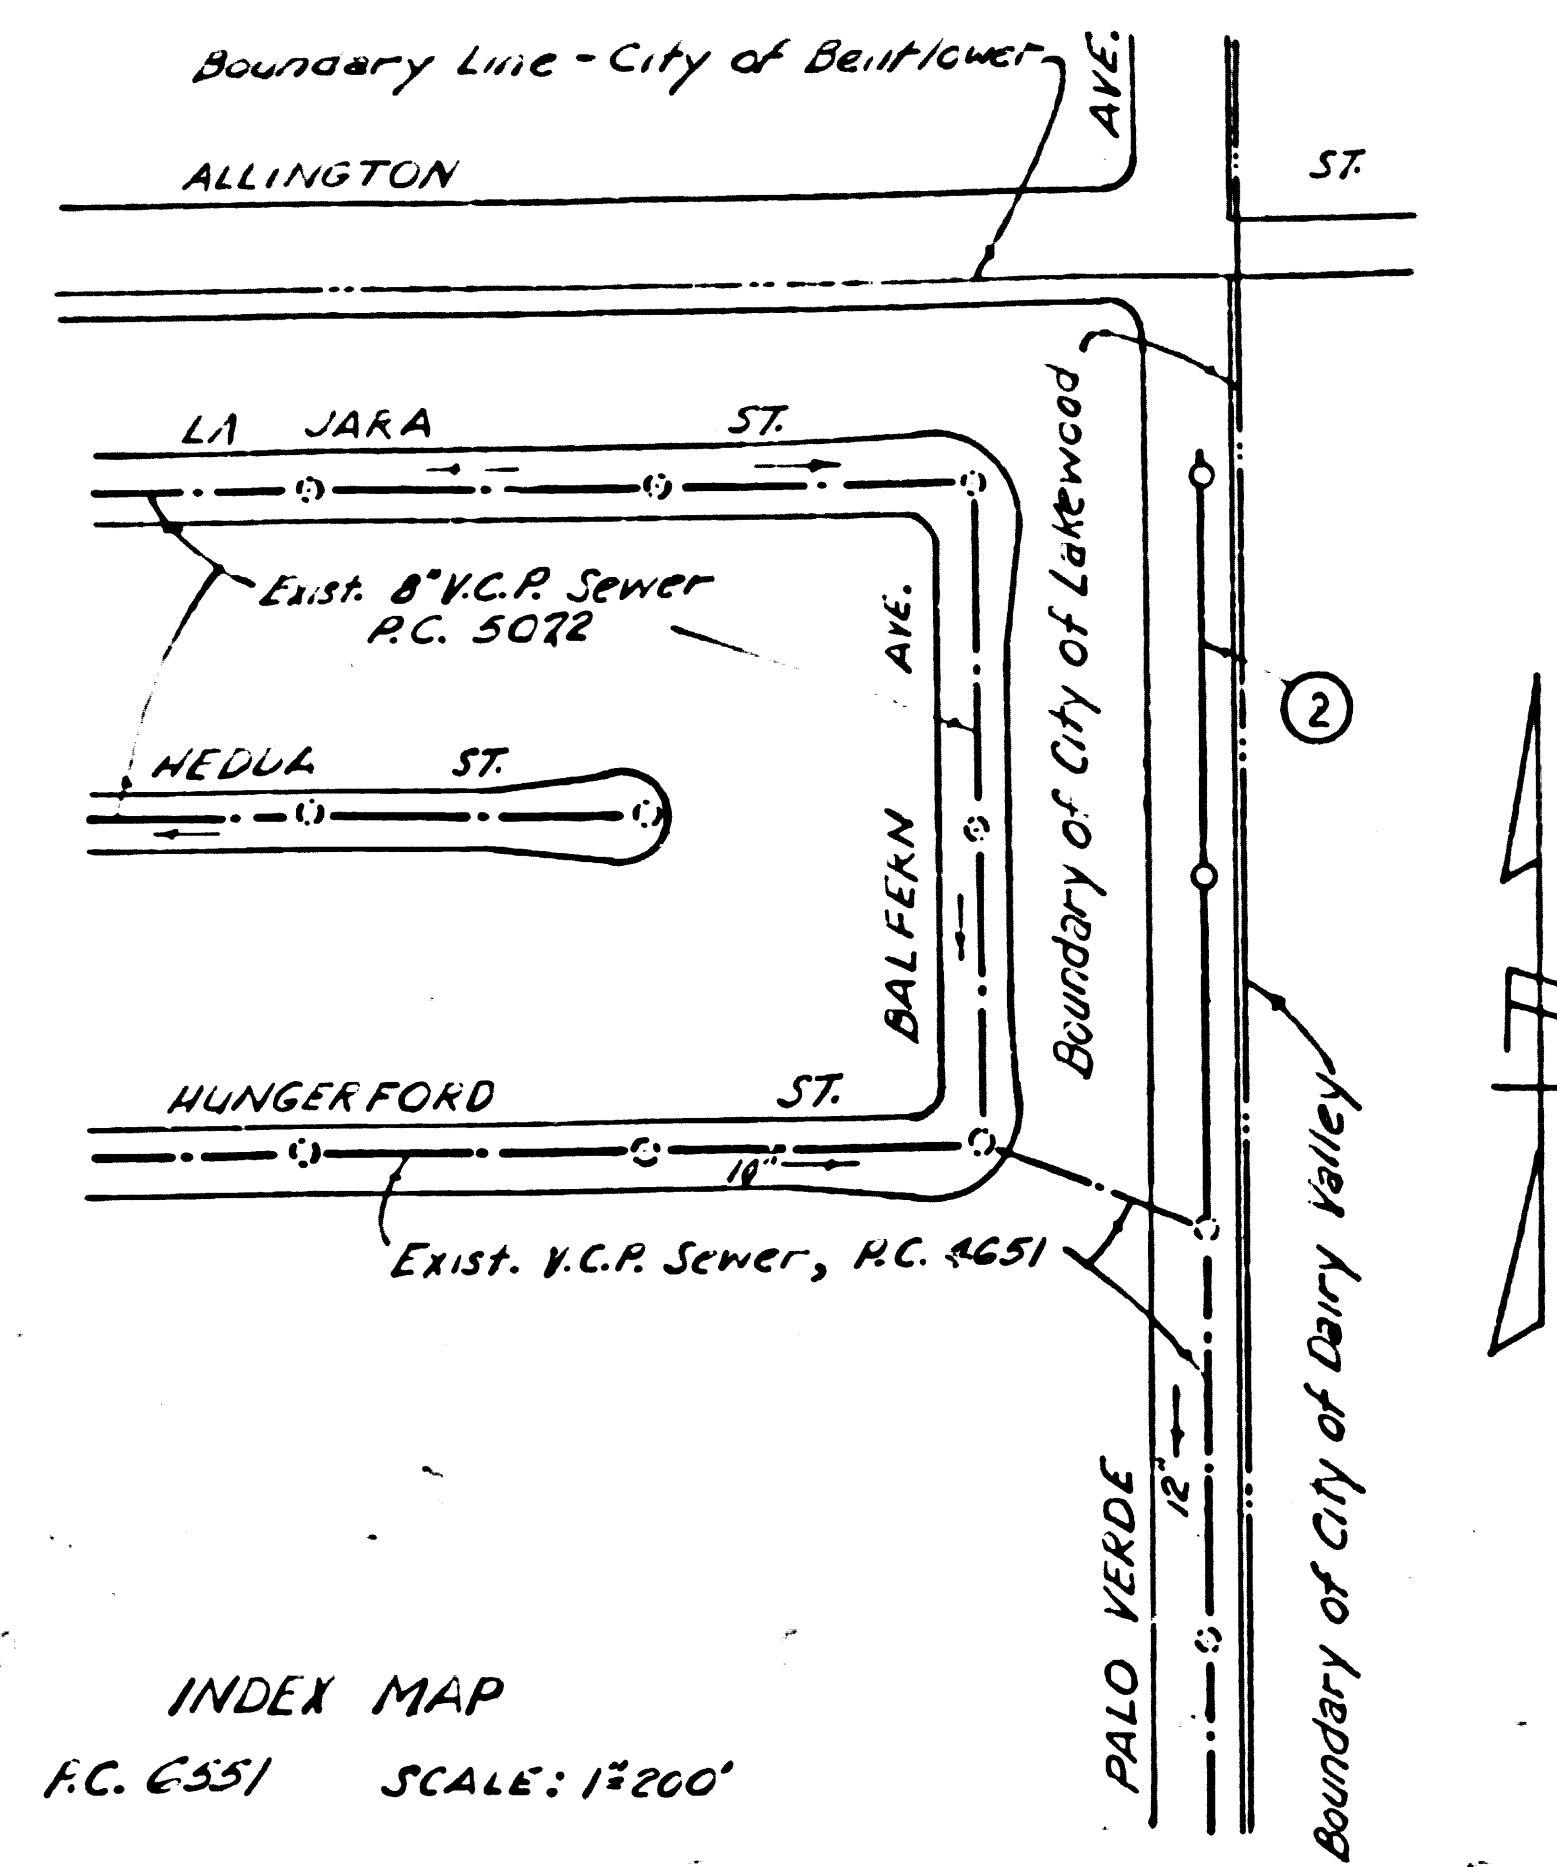 Boundary Line - City of Bellflower
AVE.
ALLINGTON
ST.
LA JARA ST.
Exist. 8" V.C.P. Sewer
P.C. 5072
AVE.
Boundary of City of Lakewood
2
HEDDA ST.
BALFERN
HUNGERFORD ST.
10"
Exist. V.C.P. Sewer, P.C. 4651
12"
PALO VERDE
Boundary of City of Dairy Valley
INDEX MAP
P.C. 6551 SCALE: 1"=200'